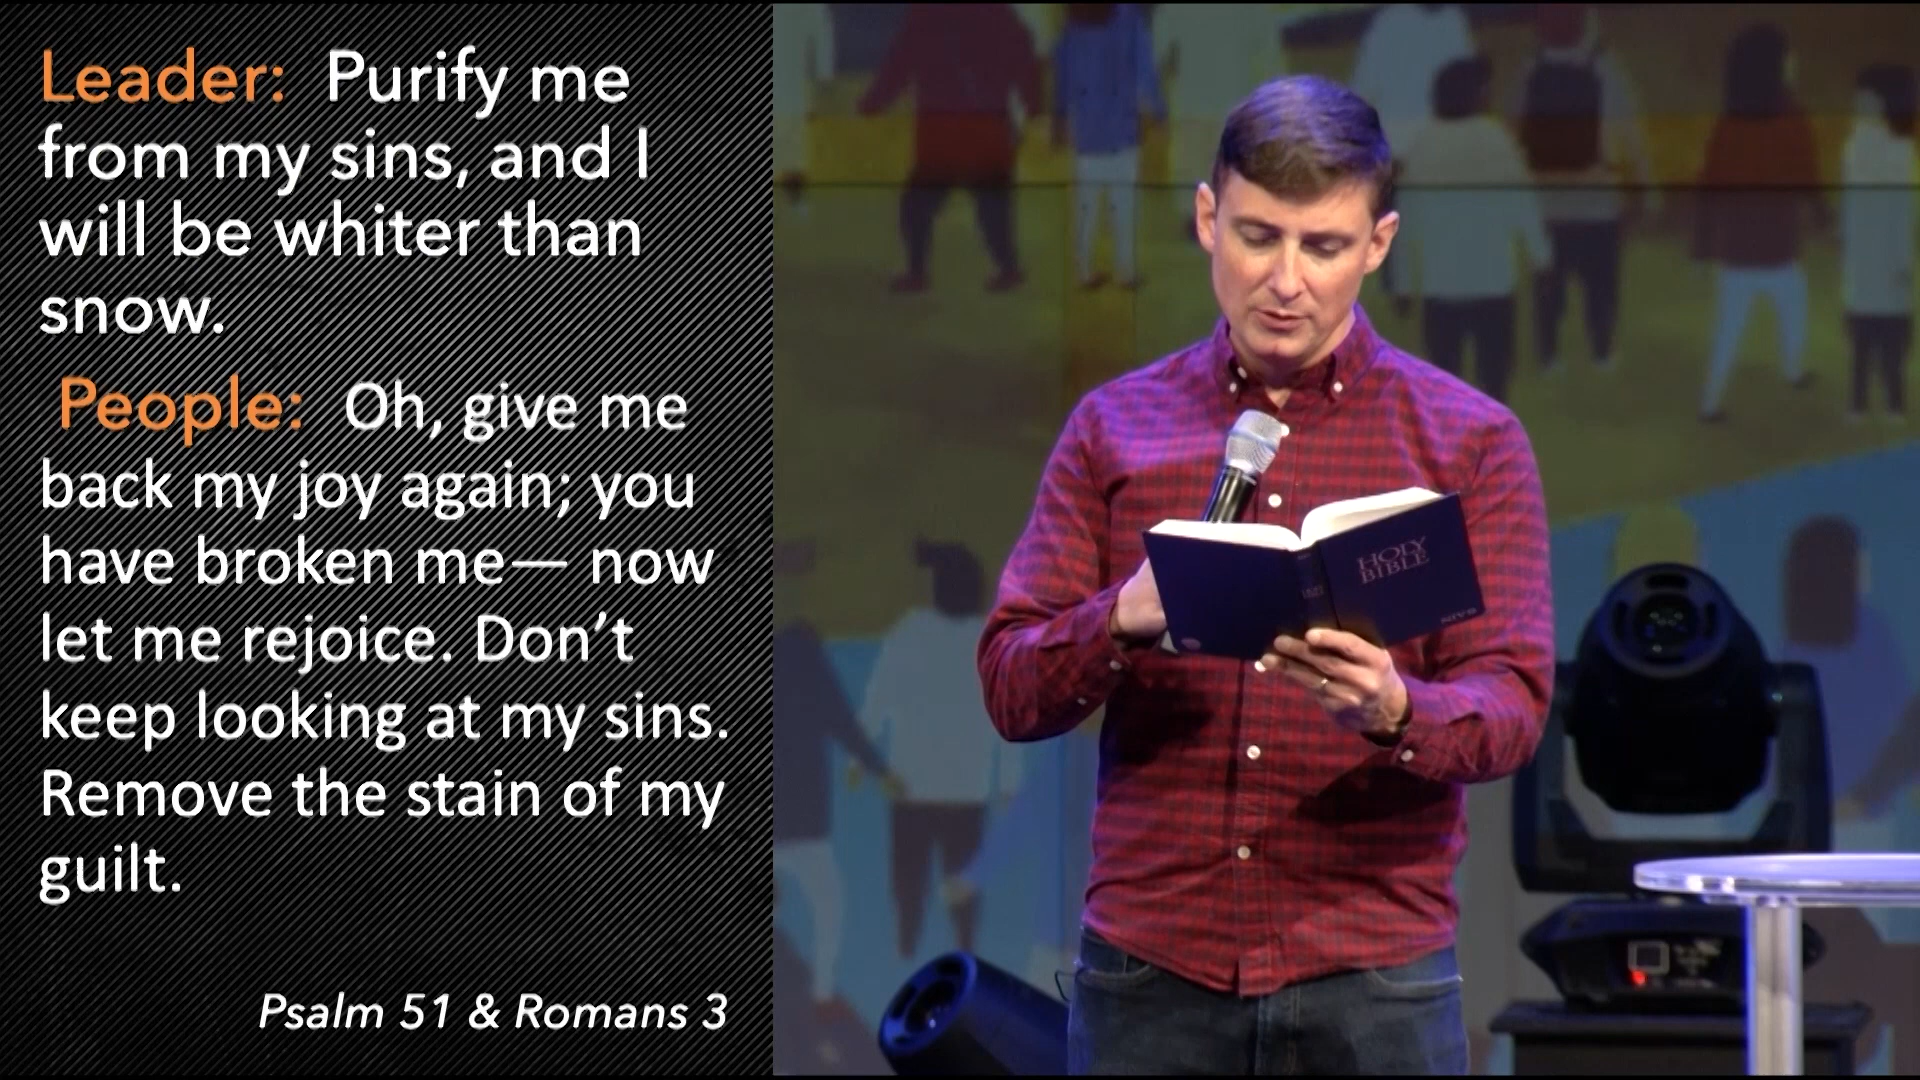 Leader: Purify me
from my sins, and I
will be whiter than
snow.
People: Oh, give me
back my joy again; you
have broken me— now
let me rejoice. Don’t
keep looking at my sins.
Remove the stain of my
guilt.
Psalm 51 & Romans 3
HOLY
BIBLE